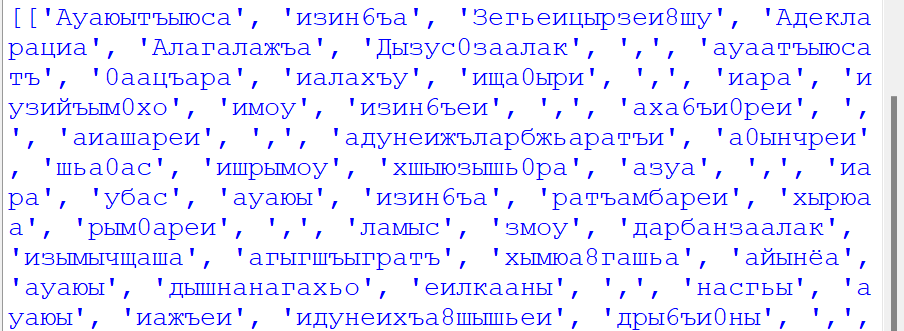 [['Ауаюытъыюса', 'изин6ъа', 'Зегьеицырзеи8шу', 'Адекла
рациа', 'Алагалажъа', 'Дызус0заалак', ',', 'ауаатъыюса
тъ', '0аацъара', 'иалахъу', 'ища0ыри', ',', 'иара', 'и
узийъым0хо', 'имоу', 'изин6ъеи', ',', 'аха6ъи0реи', ',
', 'аиашареи', ',', 'адунеижъларбжьаратъи', 'а0ынчреи'
, 'шьа0ас', 'ишрымоу', 'хшыюзышь0ра', 'азуа', ',', 'иа
ра', 'убас', 'ауаюы', 'изин6ъа', 'ратъамбареи', 'хырюа
а', 'рым0ареи', ',', 'ламыс', 'змоу', 'дарбанзаалак',
'изымычщаша', 'агыгшъыгратъ', 'хымюа8гашьа', 'айынёа',
'ауаюы', 'дышнанагахьо', 'еилкааны', ',', 'насгьы', 'а
уаюы', 'иажъеи', 'идунеихъа8шышьеи', 'дры6ъи0ны', ',',